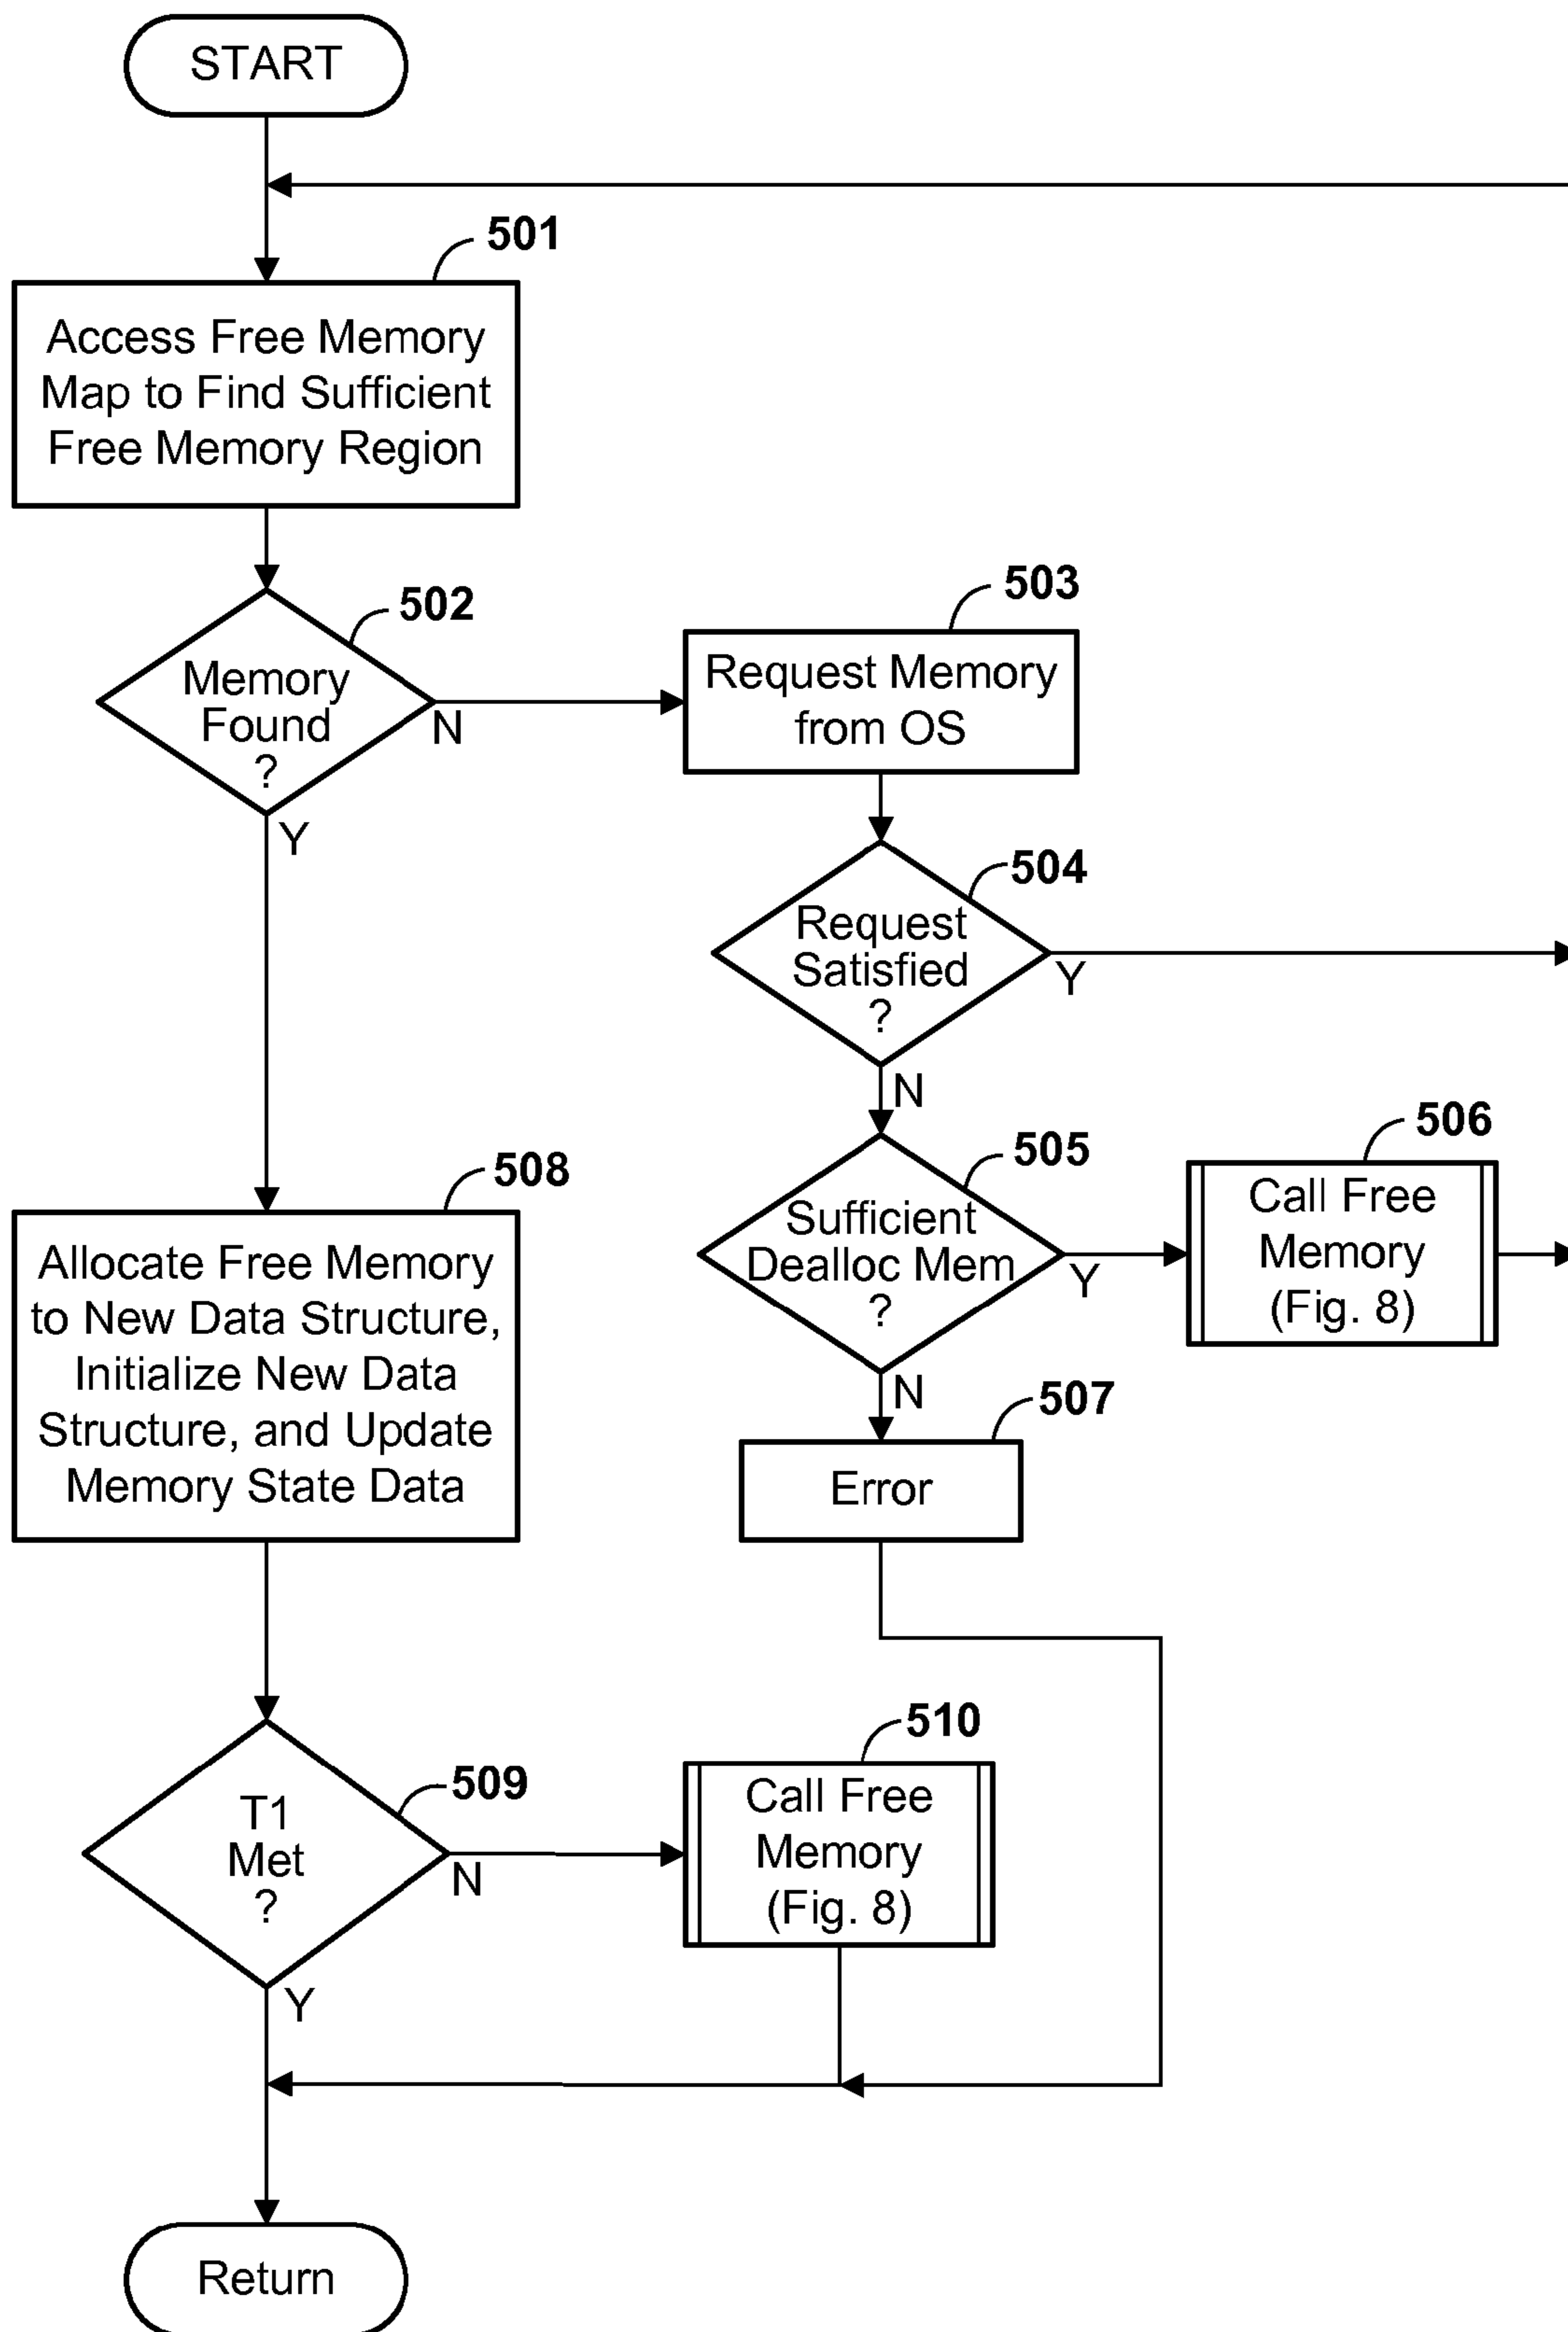 START
501
Access Free Memory
Map to Find Sufficient
Free Memory Region
502
Memory
Found
?
N
Y
503
Request Memory
from OS
504
Request
Satisfied
?
Y
N
505
Sufficient
Dealloc Mem
?
Y
N
506
Call Free
Memory
(Fig. 8)
507
Error
508
Allocate Free Memory
to New Data Structure,
Initialize New Data
Structure, and Update
Memory State Data
509
T1
Met
?
N
Y
510
Call Free
Memory
(Fig. 8)
Return